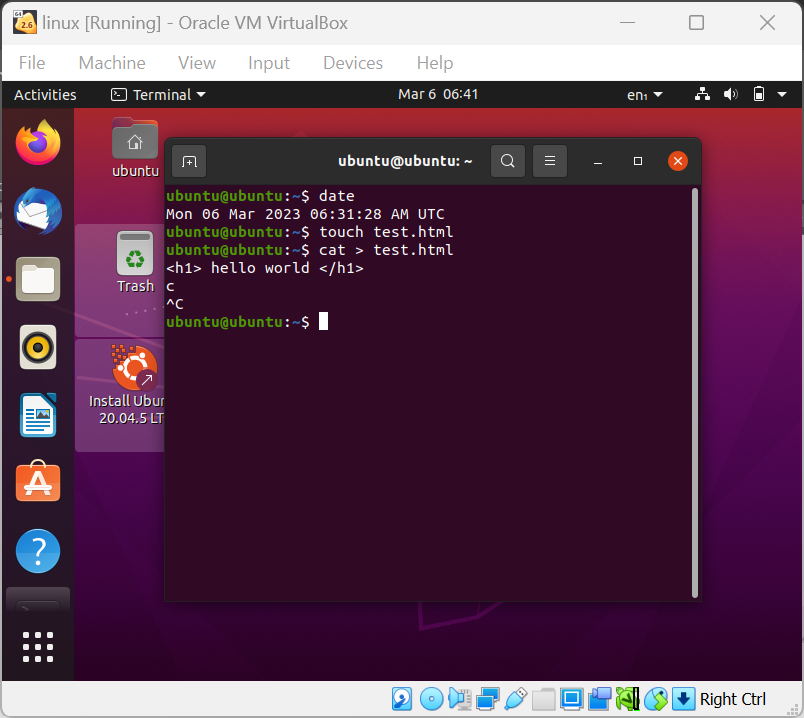 linux [Running] - Oracle VM VirtualBox
File Machine View Input Devices Help
Activities Terminal Mar 6 06:41 en₁
ubuntu
Trash
Install Ubun
20.04.5 LT
ubuntu@ubuntu: ~
ubuntu@ubuntu:~$ date
Mon 06 Mar 2023 06:31:28 AM UTC
ubuntu@ubuntu:~$ touch test.html
ubuntu@ubuntu:~$ cat > test.html
<h1> hello world </h1>
c
^C
ubuntu@ubuntu:~$
Right Ctrl